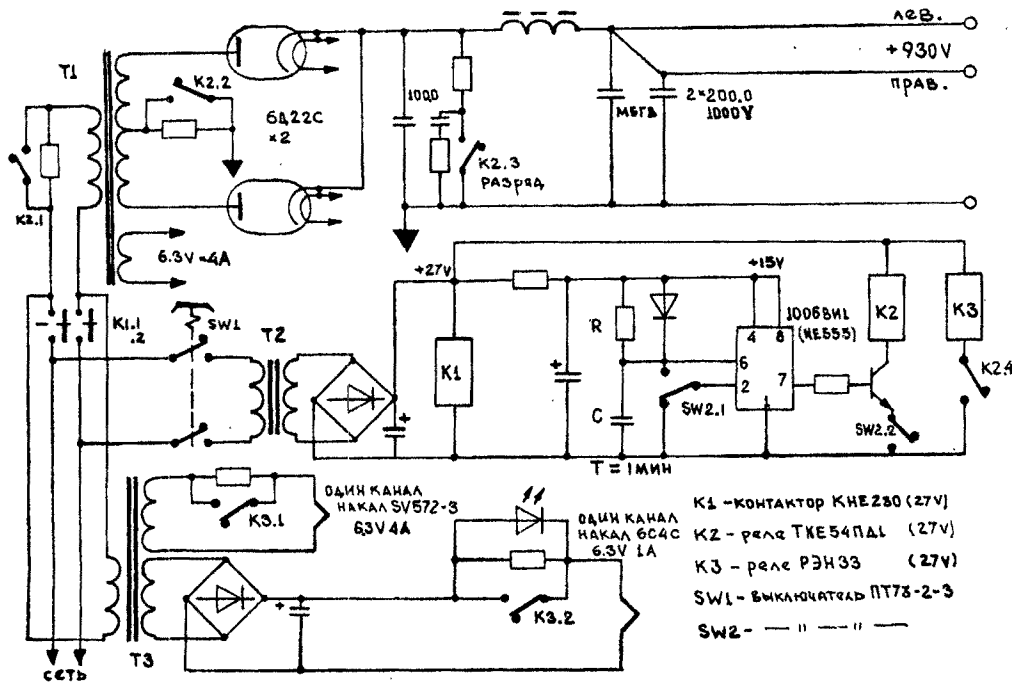 ЛЕВ.
+930V
ПРАВ.
T1
K2.2
6Д22С
×2
100,0
МБГВ
2×200.0
1000V
K2.3
РАЗРЯД
K2.1
6.3V 4A
+27V
+15V
K1.1
.2
SW1
T2
K1
R
C
T = 1МИН
SW2.1
1006ВИ1
(NE555)
4
8
6
2
7
1
K2
K3
K2.4
SW2.2
K3.1
ОДИН КАНАЛ
НАКАЛ SV572-3
6.3V 4A
ОДИН КАНАЛ
НАКАЛ 6С4С
6.3V 1A
K3.2
T3
СЕТЬ
K1 - КОНТАКТОР КНЕ230 (27V)
K2 - реле ТКЕ54ПД1 (27V)
K3 - реле РЭН33 (27V)
SW1 - ВЫКЛЮЧАТЕЛЬ ПТ73-2-3
SW2 - — " — " —